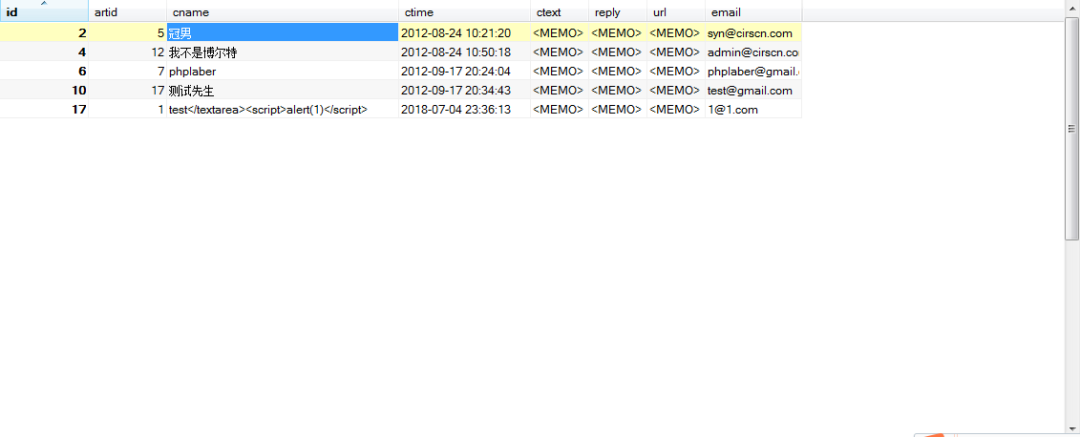 id artid cname ctime ctext reply url email
2 5 冠男 2012-08-24 10:21:20 <MEMO> <MEMO> <MEMO> syn@cirscn.com
4 12 我不是博尔特 2012-08-24 10:50:18 <MEMO> <MEMO> <MEMO> admin@cirscn.co
6 7 phplaber 2012-09-17 20:24:04 <MEMO> <MEMO> <MEMO> phplaber@gmail.
10 17 测试先生 2012-09-17 20:34:43 <MEMO> <MEMO> <MEMO> test@gmail.com
17 1 test</textarea><script>alert(1)</script> 2018-07-04 23:36:13 <MEMO> <MEMO> <MEMO> 1@1.com